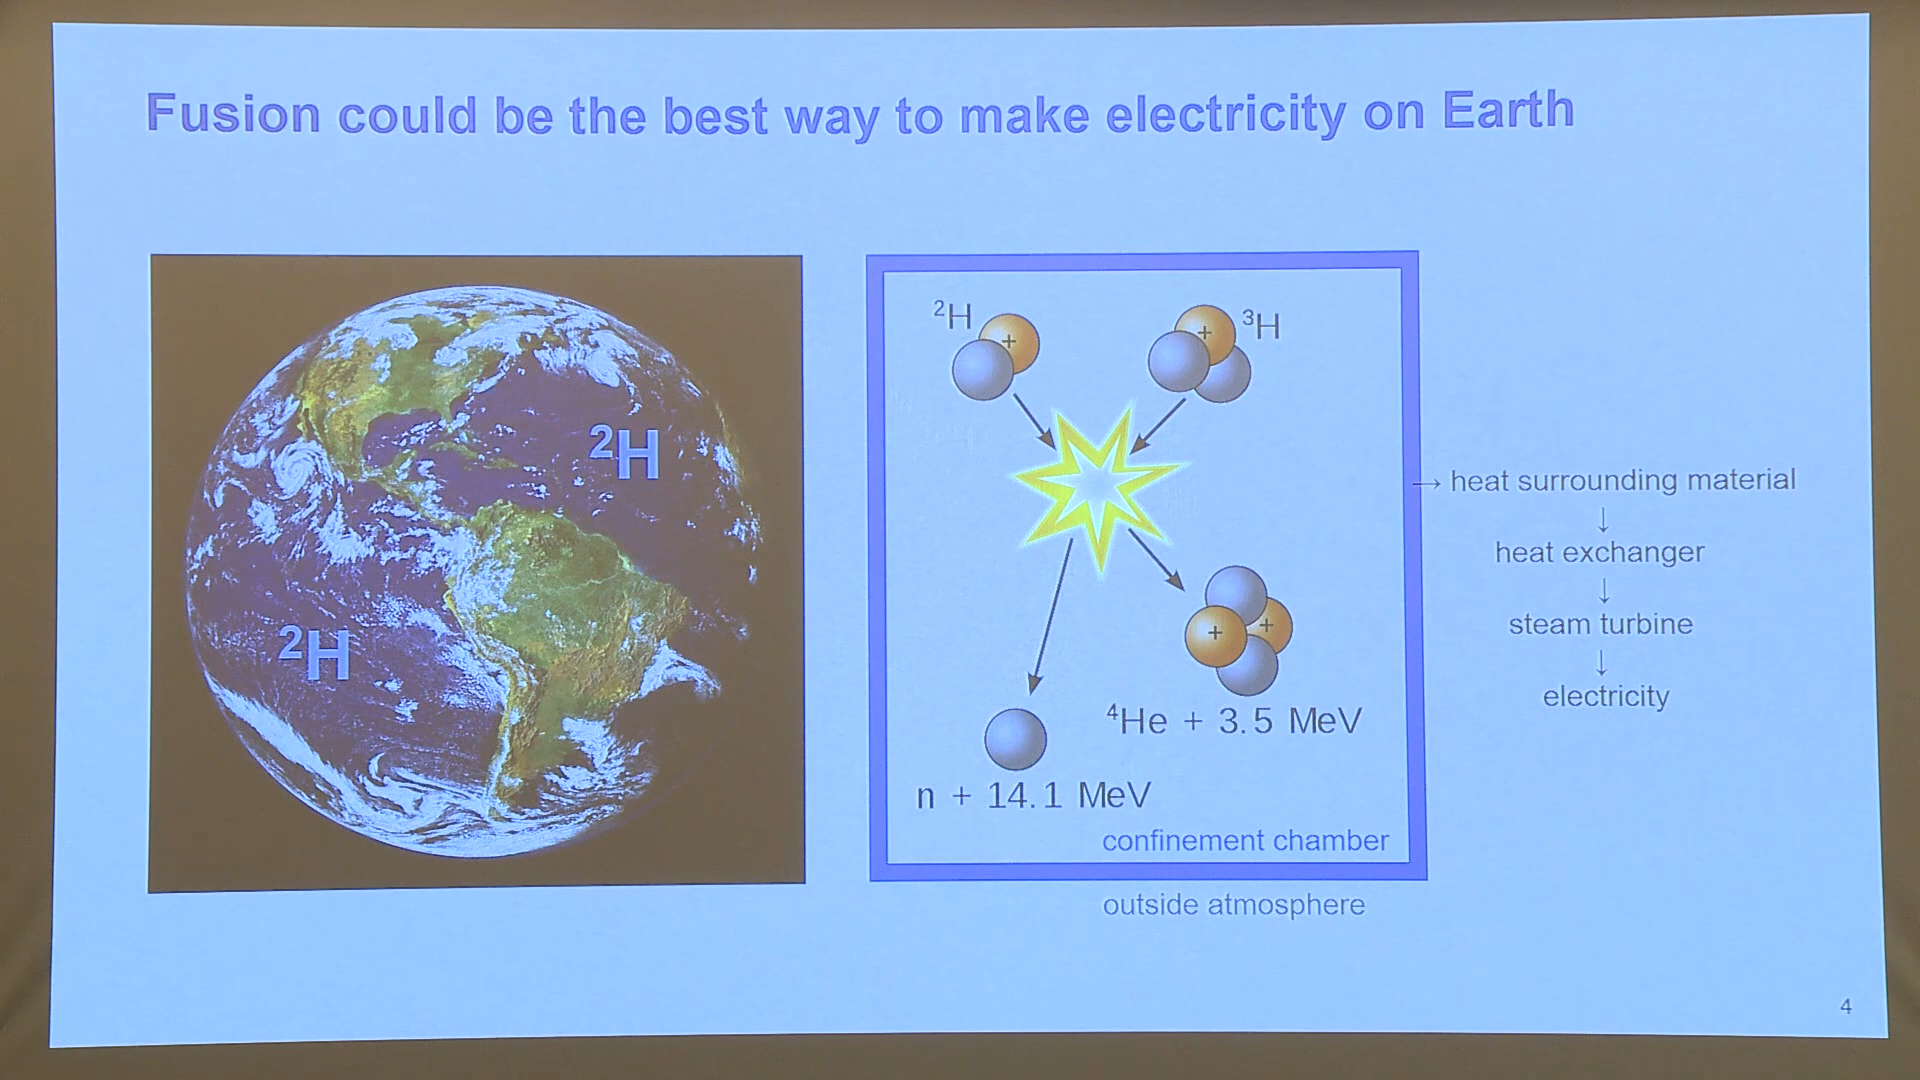 Fusion could be the best way to make electricity on Earth
²H
²H
²H
+
+
³H
+
+
⁴He + 3.5 MeV
n + 14.1 MeV
confinement chamber
outside atmosphere
→ heat surrounding material
↓
heat exchanger
↓
steam turbine
↓
electricity
4